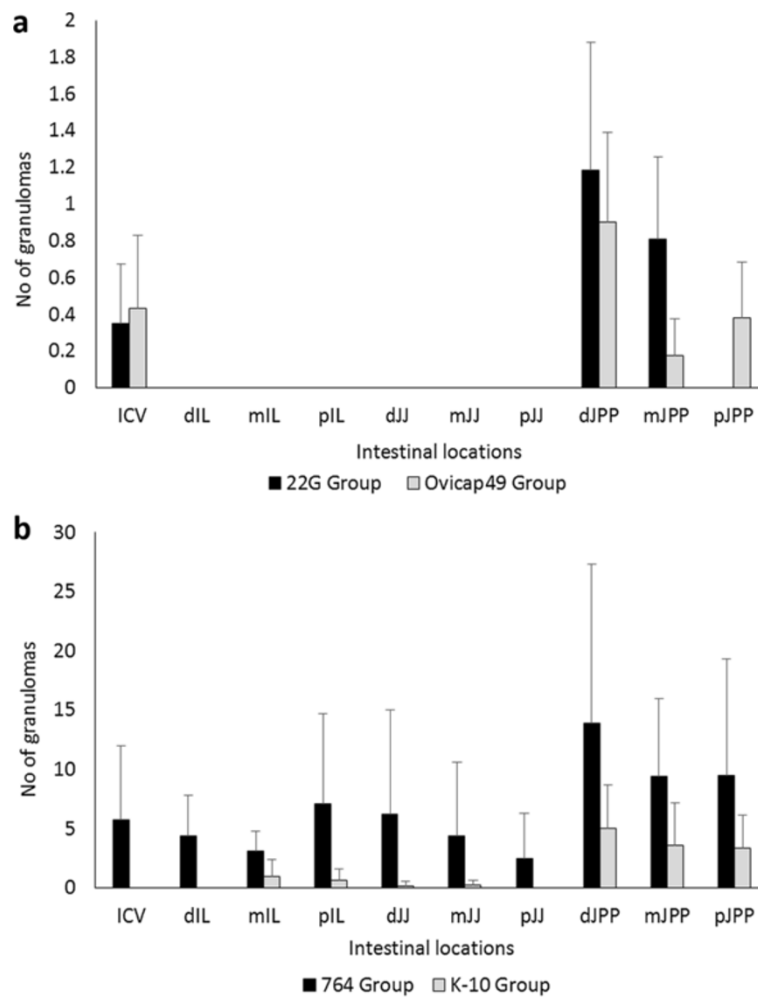 a
2
1.8
1.6
1.4
1.2
1
0.8
0.6
0.4
0.2
0
No of granulomas
ICV dIL mIL pIL dJJ mJJ pJJ dJPP mJPP pJPP
Intestinal locations
22G Group Ovicap49 Group
b
30
25
20
15
10
5
0
No of granulomas
ICV dIL mIL pIL dJJ mJJ pJJ dJPP mJPP pJPP
Intestinal locations
764 Group K-10 Group